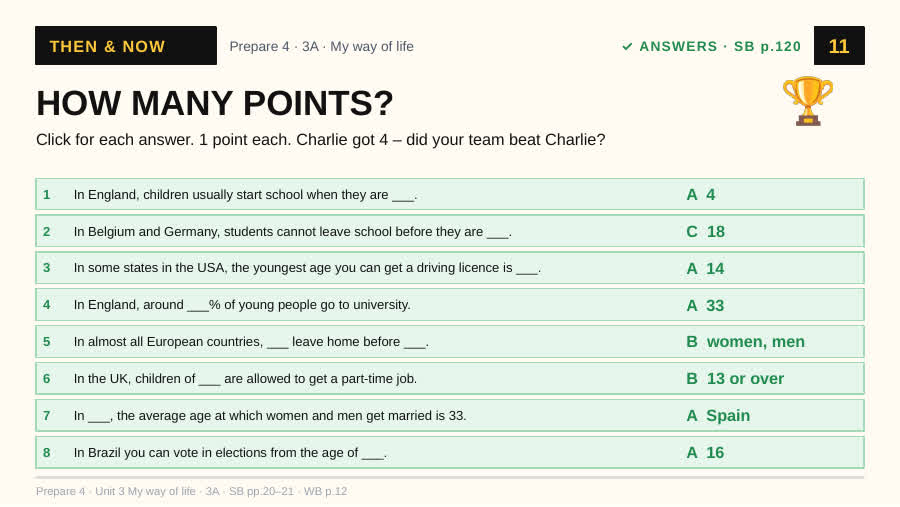 THEN & NOW
Prepare 4 · 3A · My way of life
✓ ANSWERS · SB p.120
11
HOW MANY POINTS?
Click for each answer. 1 point each. Charlie got 4 – did your team beat Charlie?
1 In England, children usually start school when they are ___. A 4
2 In Belgium and Germany, students cannot leave school before they are ___. C 18
3 In some states in the USA, the youngest age you can get a driving licence is ___. A 14
4 In England, around ___% of young people go to university. A 33
5 In almost all European countries, ___ leave home before ___. B women, men
6 In the UK, children of ___ are allowed to get a part-time job. B 13 or over
7 In ___, the average age at which women and men get married is 33. A Spain
8 In Brazil you can vote in elections from the age of ___. A 16
Prepare 4 · Unit 3 My way of life · 3A · SB pp.20–21 · WB p.12